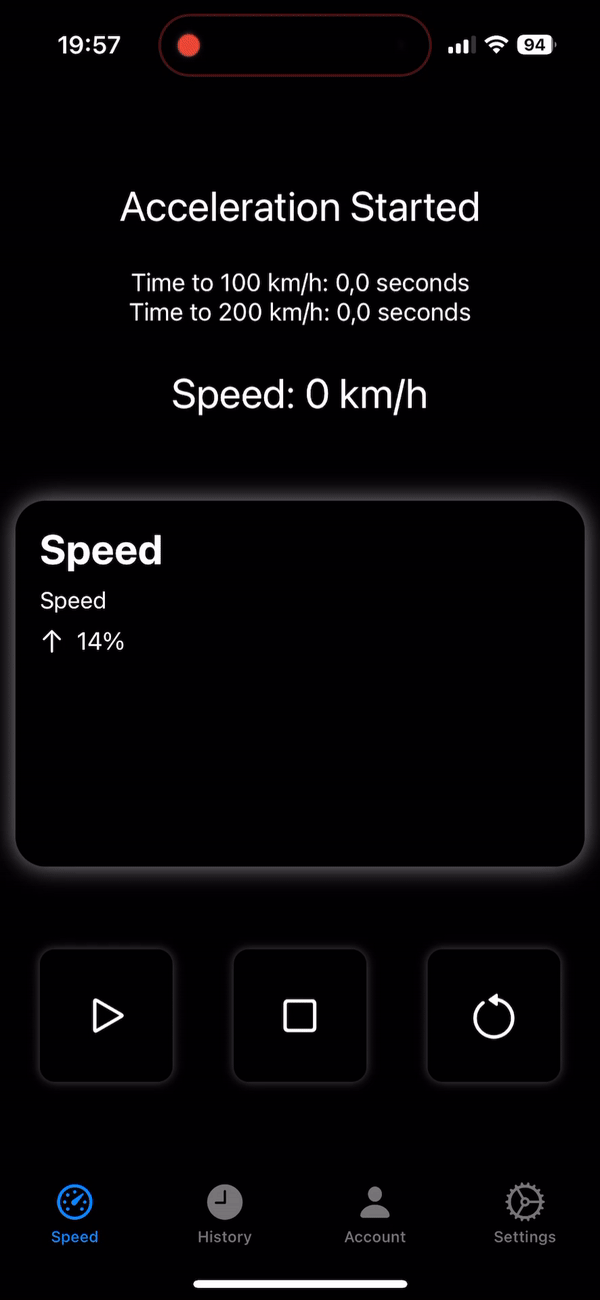 19:57
94
Acceleration Started
Time to 100 km/h: 0,0 seconds
Time to 200 km/h: 0,0 seconds
Speed: 0 km/h
Speed
Speed
↑ 14%
Speed
History
Account
Settings